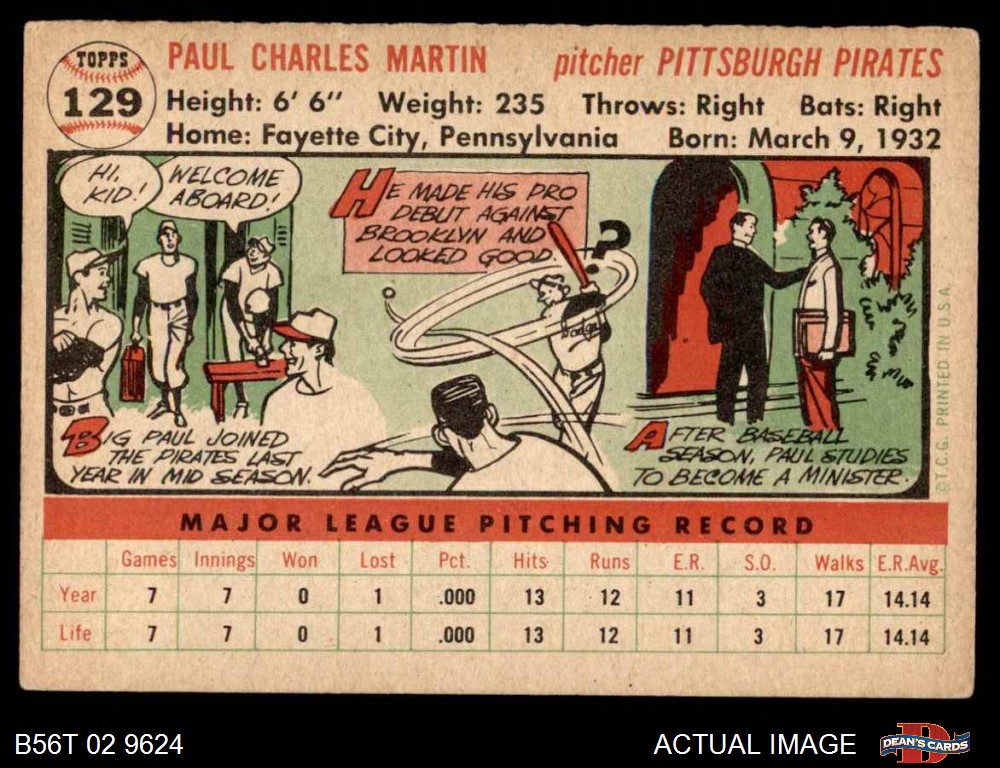 TOPPS
129
PAUL CHARLES MARTIN pitcher PITTSBURGH PIRATES
Height: 6' 6" Weight: 235 Throws: Right Bats: Right
Home: Fayette City, Pennsylvania Born: March 9, 1932
HI,
KID!
WELCOME
ABOARD!
BIG PAUL JOINED
THE PIRATES LAST
YEAR IN MID SEASON.
HE MADE HIS PRO
DEBUT AGAINST
BROOKLYN AND
LOOKED GOOD
?
Dodgers
AFTER BASEBALL
SEASON, PAUL STUDIES
TO BECOME A MINISTER.
©T.C.G. PRINTED IN U.S.A.
MAJOR LEAGUE PITCHING RECORD
Games Innings Won Lost Pct. Hits Runs E.R. S.O. Walks E.R.Avg.
Year 7 7 0 1 .000 13 12 11 3 17 14.14
Life 7 7 0 1 .000 13 12 11 3 17 14.14
B56T 02 9624
ACTUAL IMAGE
D
DEAN'S CARDS